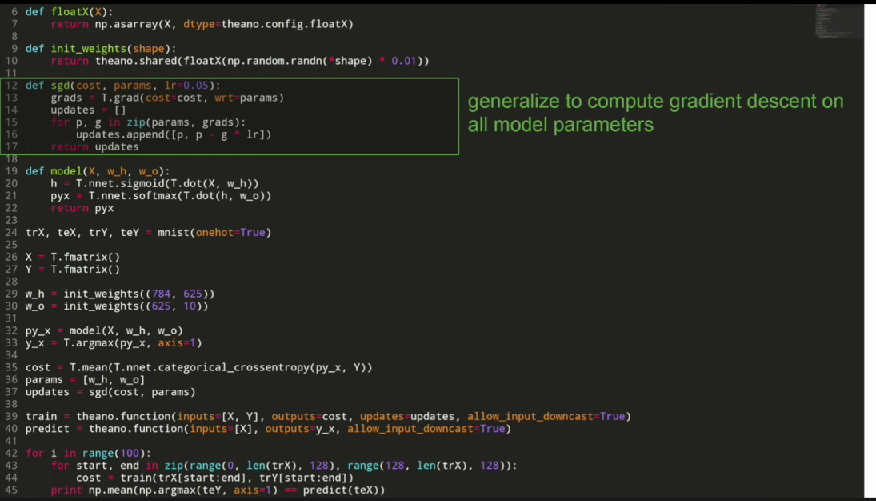 6 def floatX(X):
7     return np.asarray(X, dtype=theano.config.floatX)
8
9 def init_weights(shape):
10     return theano.shared(floatX(np.random.randn(*shape) * 0.01))
11
12 def sgd(cost, params, lr=0.05):
13     grads = T.grad(cost=cost, wrt=params)
14     updates = []
15     for p, g in zip(params, grads):
16         updates.append([p, p - g * lr])
17     return updates
generalize to compute gradient descent on
all model parameters
18
19 def model(X, w_h, w_o):
20     h = T.nnet.sigmoid(T.dot(X, w_h))
21     pyx = T.nnet.softmax(T.dot(h, w_o))
22     return pyx
23
24 trX, teX, trY, teY = mnist(onehot=True)
25
26 X = T.fmatrix()
27 Y = T.fmatrix()
28
29 w_h = init_weights((784, 625))
30 w_o = init_weights((625, 10))
31
32 py_x = model(X, w_h, w_o)
33 y_x = T.argmax(py_x, axis=1)
34
35 cost = T.mean(T.nnet.categorical_crossentropy(py_x, Y))
36 params = [w_h, w_o]
37 updates = sgd(cost, params)
38
39 train = theano.function(inputs=[X, Y], outputs=cost, updates=updates, allow_input_downcast=True)
40 predict = theano.function(inputs=[X], outputs=y_x, allow_input_downcast=True)
41
42 for i in range(100):
43     for start, end in zip(range(0, len(trX), 128), range(128, len(trX), 128)):
44         cost = train(trX[start:end], trY[start:end])
45     print np.mean(np.argmax(teY, axis=1) == predict(teX))